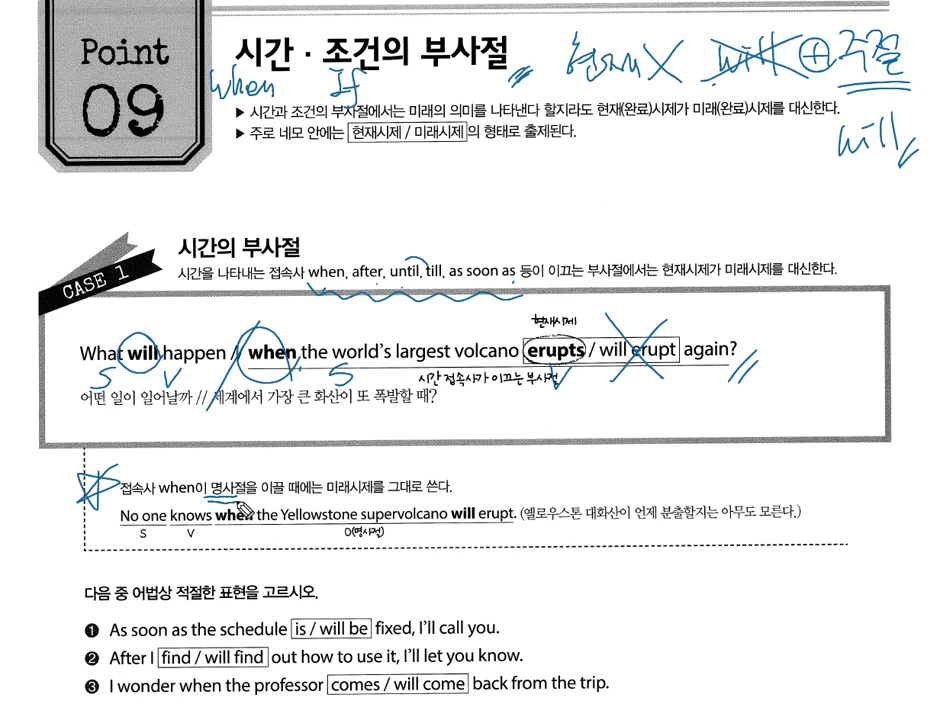 Point
09
시간 · 조건의 부사절
when If 현재 X will ⊕ 주절
▶ 시간과 조건의 부사절에서는 미래의 의미를 나타낸다 할지라도 현재(완료)시제가 미래(완료)시제를 대신한다.
▶ 주로 네모 안에는 현재시제 / 미래시제 의 형태로 출제된다.
will
CASE 1
시간의 부사절
시간을 나타내는 접속사 when, after, until, till, as soon as 등이 이끄는 부사절에서는 현재시제가 미래시제를 대신한다.
현재시제
What will happen // when the world's largest volcano erupts / will erupt again?
S V S 시간 접속사가 이끄는 부사절 V
어떤 일이 일어날까 // 세계에서 가장 큰 화산이 또 폭발할 때?
접속사 when이 명사절을 이끌 때에는 미래시제를 그대로 쓴다.
No one knows when the Yellowstone supervolcano will erupt. (옐로우스톤 대화산이 언제 분출할지는 아무도 모른다.)
S V O(명사절)
다음 중 어법상 적절한 표현을 고르시오.
❶ As soon as the schedule is / will be fixed, I'll call you.
❷ After I find / will find out how to use it, I'll let you know.
❸ I wonder when the professor comes / will come back from the trip.